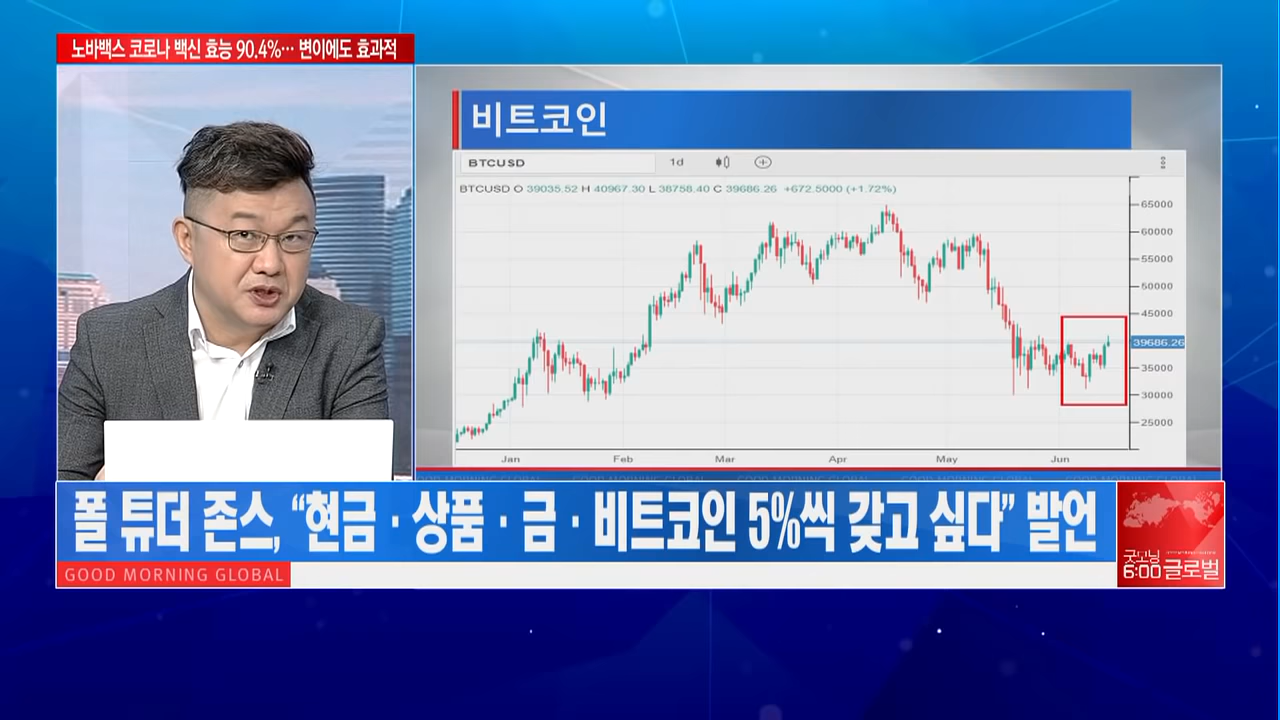 노바백스 코로나 백신 효능 90.4%··· 변이에도 효과적
비트코인
BTCUSD 1d
BTCUSD O 39035.52 H 40967.30 L 38758.40 C 39686.26 +672.5000 (+1.72%)
65000
60000
55000
50000
45000
39686.26
35000
30000
25000
Jan Feb Mar Apr May Jun
폴 튜더 존스, “현금·상품·금·비트코인 5%씩 갖고 싶다” 발언
GOOD MORNING GLOBAL
굿모닝
6:00 글로벌